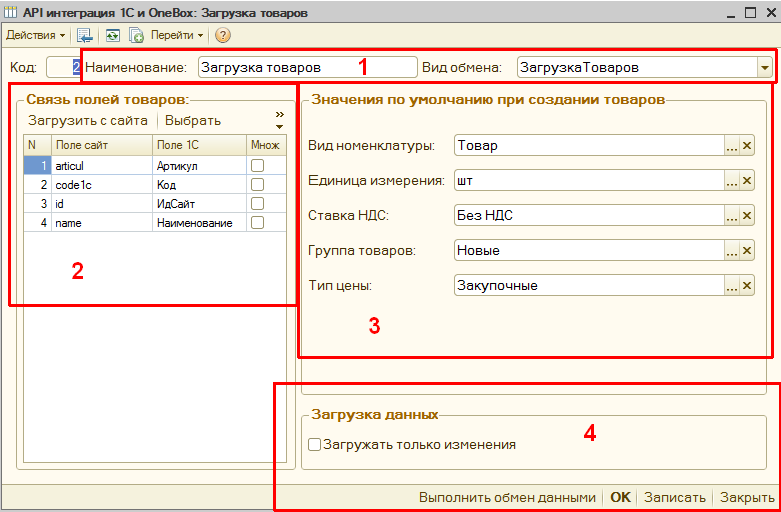 API интеграция 1С и OneBox: Загрузка товаров
Действия Перейти ?
Код: 2 Наименование: Загрузка товаров 1 Вид обмена: ЗагрузкаТоваров
Связь полей товаров:
Загрузить с сайта Выбрать »
N Поле сайт Поле 1С Множ
1 articul Артикул
2 code1c Код
3 id ИдСайт
4 name Наименование
2
Значения по умолчанию при создании товаров
Вид номенклатуры: Товар ... ×
Единица измерения: шт ... ×
Ставка НДС: Без НДС ... ×
Группа товаров: Новые ... ×
Тип цены: Закупочные ... ×
3
Загрузка данных
4
Загружать только изменения
Выполнить обмен данными OK Записать Закрыть